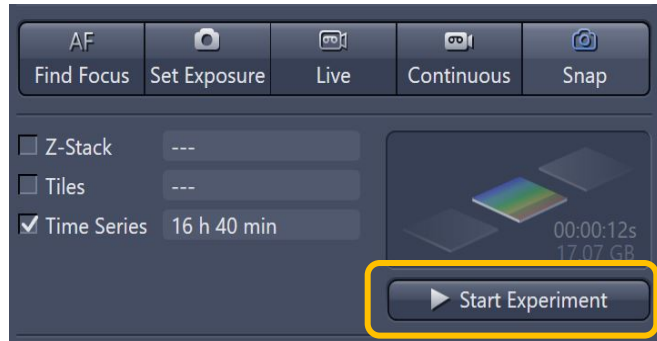 AF
Find Focus Set Exposure Live Continuous Snap
Z-Stack ---
Tiles ---
Time Series 16 h 40 min
00:00:12s
17.07 GB
Start Experiment